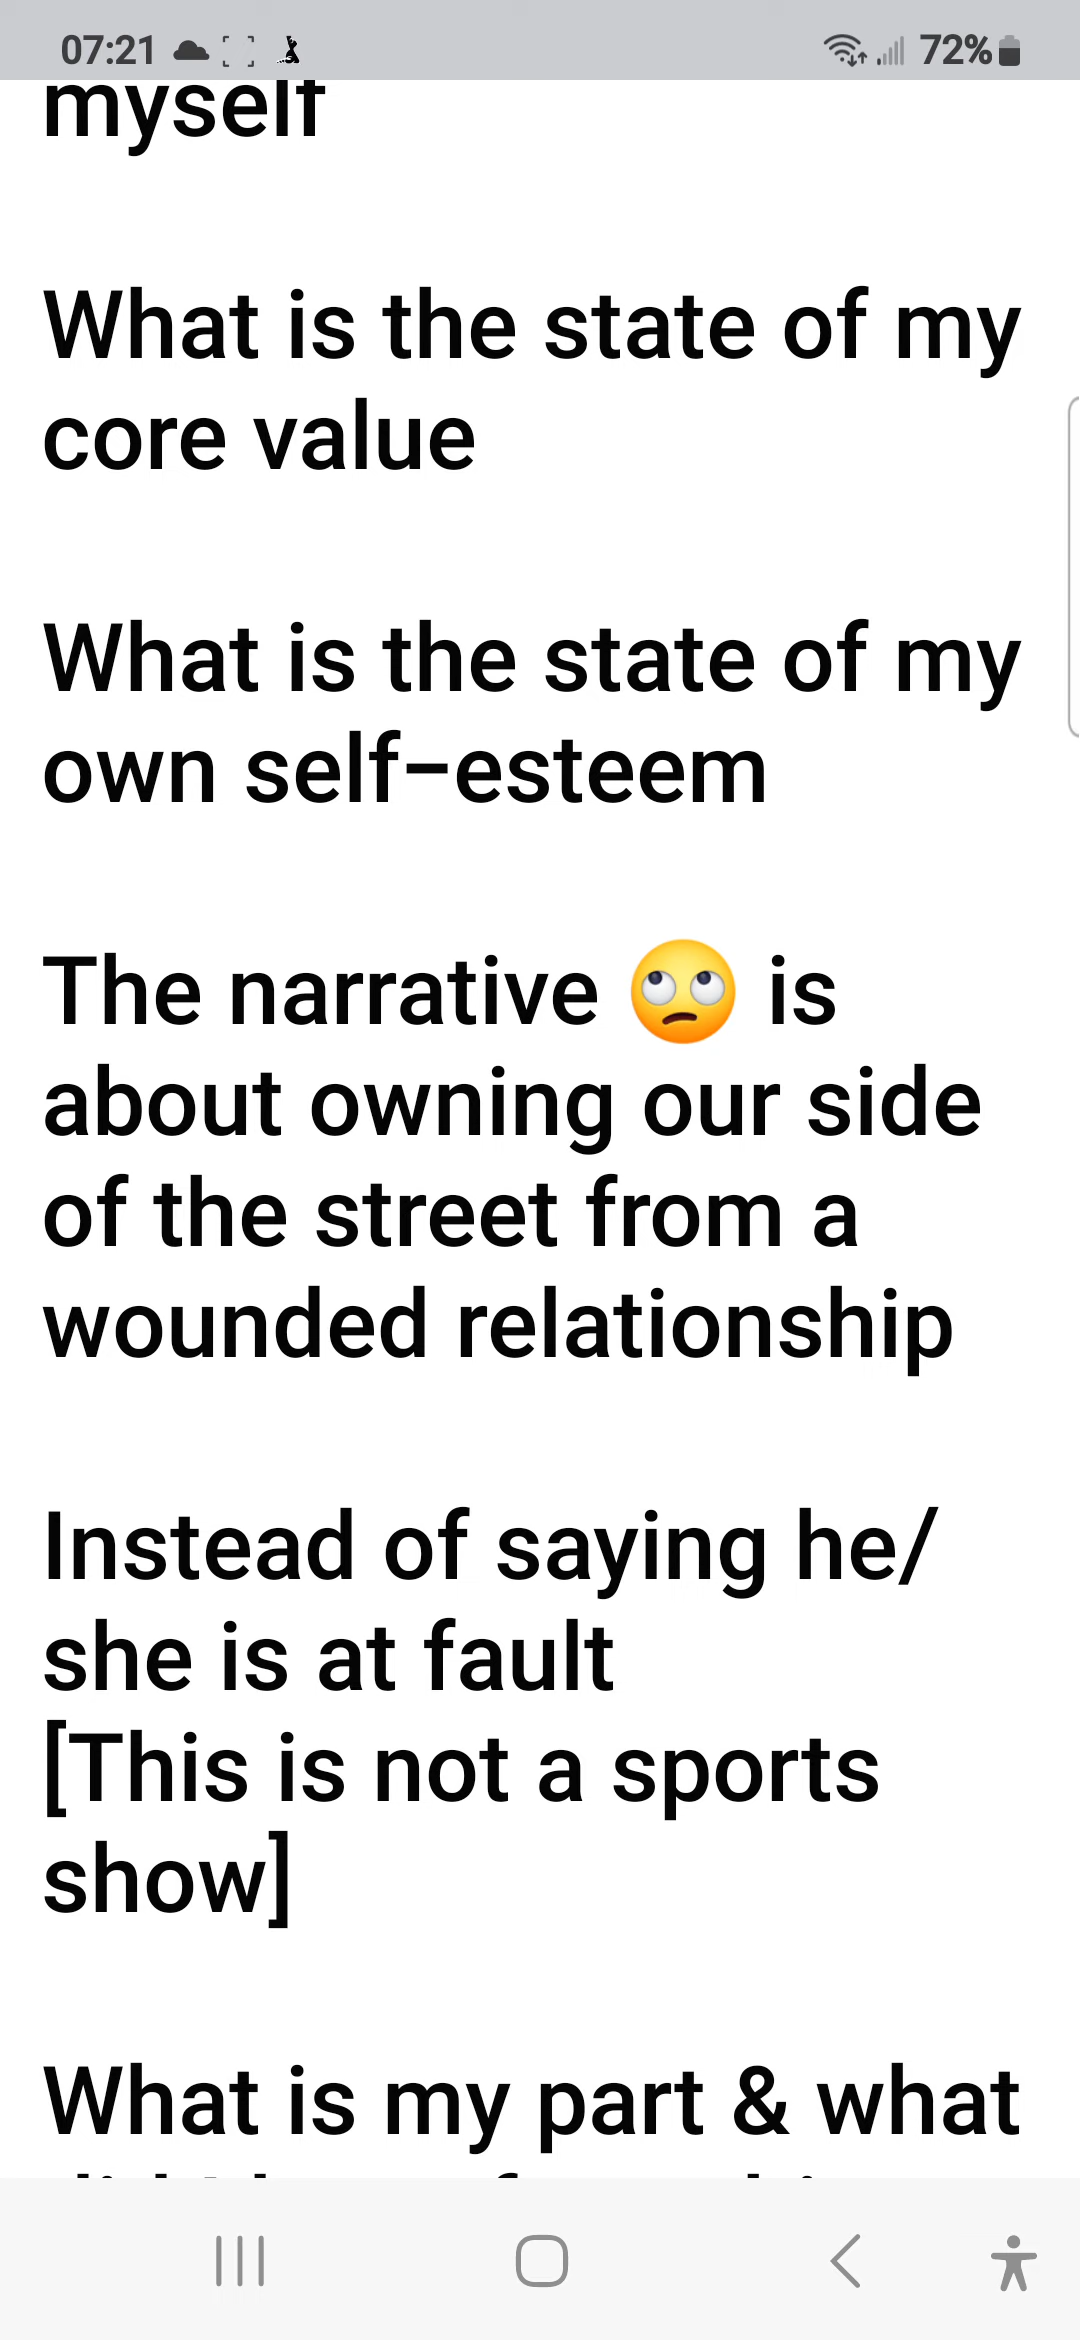 07:21 72%
myself
What is the state of my
core value
What is the state of my
own self-esteem
The narrative 🙄 is
about owning our side
of the street from a
wounded relationship
Instead of saying he/
she is at fault
[This is not a sports
show]
What is my part & what